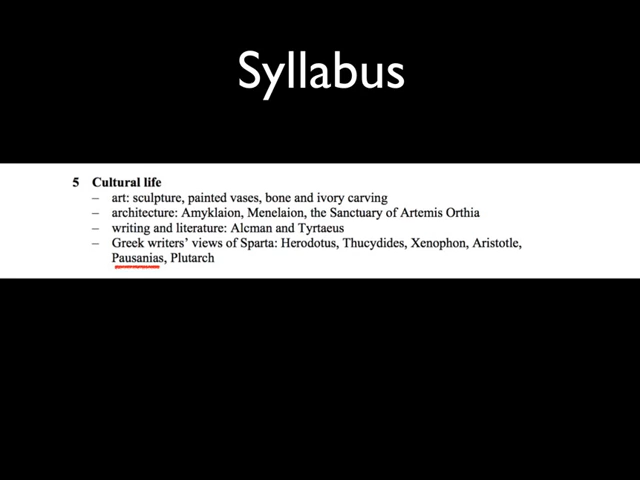 Syllabus
5 Cultural life
– art: sculpture, painted vases, bone and ivory carving
– architecture: Amyklaion, Menelaion, the Sanctuary of Artemis Orthia
– writing and literature: Alcman and Tyrtaeus
– Greek writers’ views of Sparta: Herodotus, Thucydides, Xenophon, Aristotle,
Pausanias, Plutarch